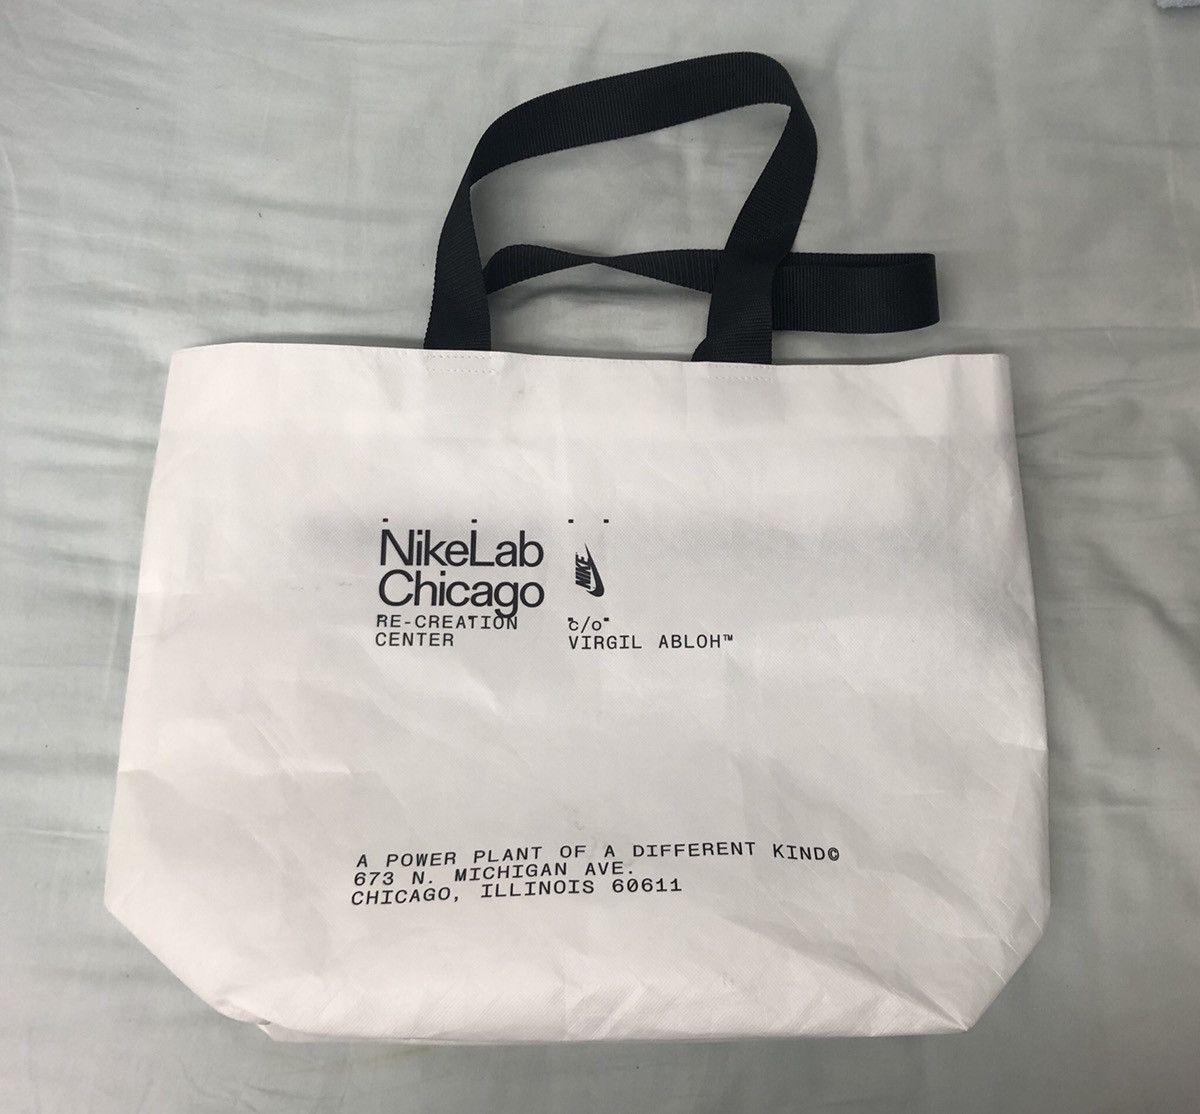 NikeLab
Chicago
RE-CREATION
CENTER
NIKE
c/o
VIRGIL ABLOH™
A POWER PLANT OF A DIFFERENT KIND©
673 N. MICHIGAN AVE.
CHICAGO, ILLINOIS 60611